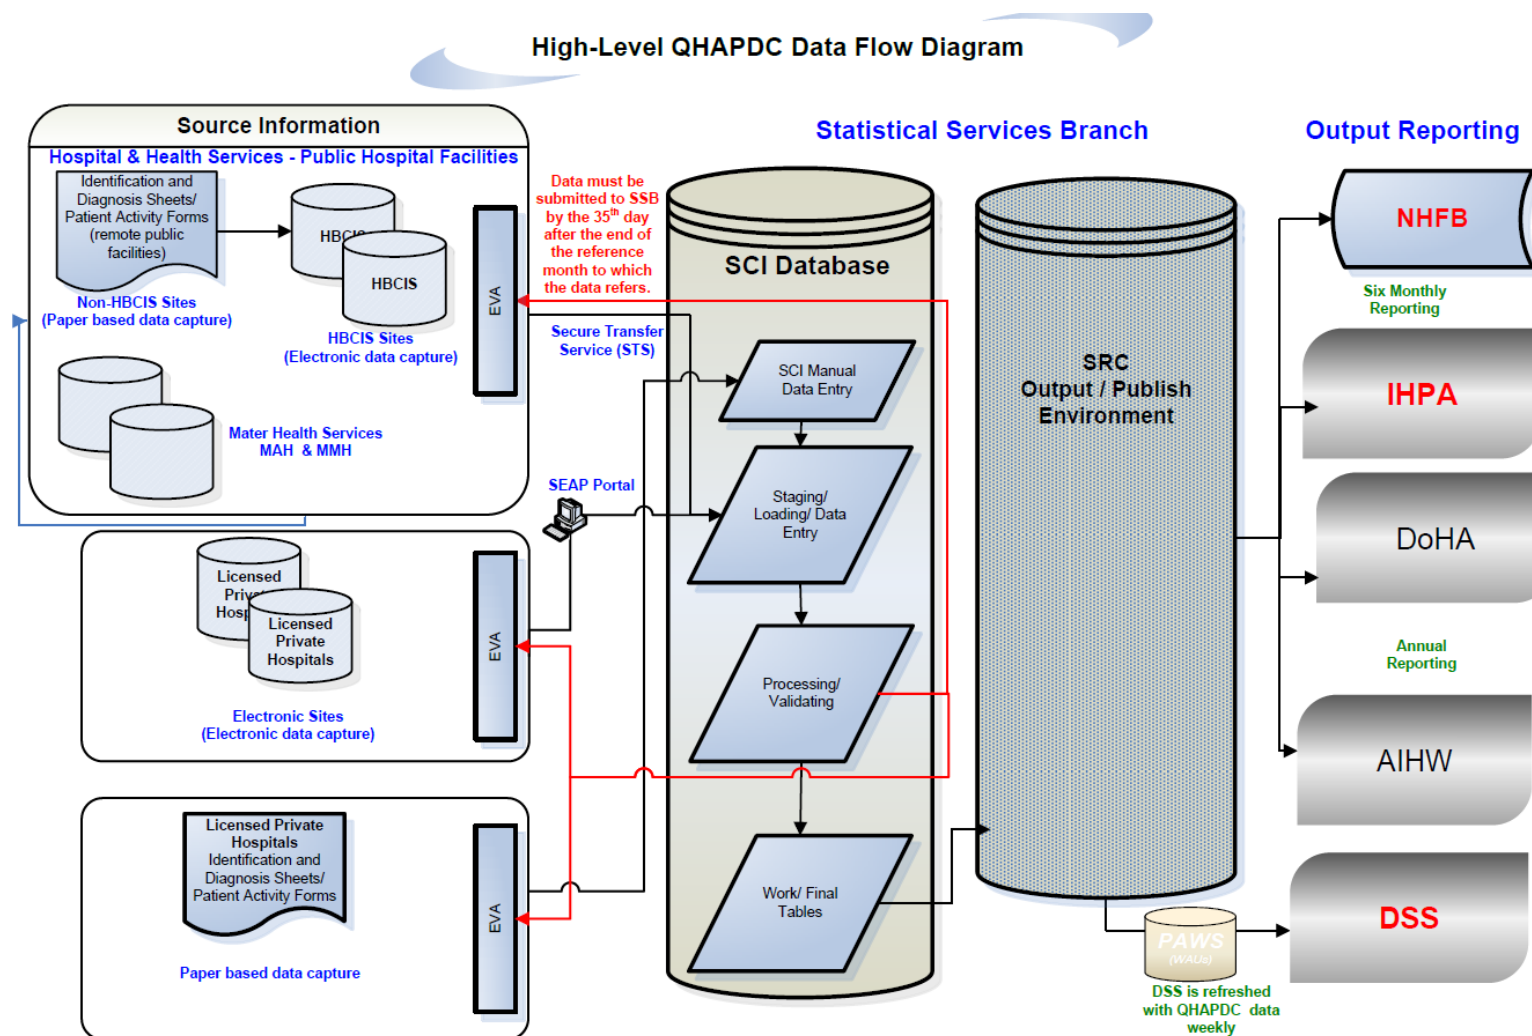 High-Level QHAPDC Data Flow Diagram
Source Information
Hospital & Health Services - Public Hospital Facilities
Identification and
Diagnosis Sheets/
Patient Activity Forms
(remote public
facilities)
Non-HBCIS Sites
(Paper based data capture)
HBCIS
HBCIS
HBCIS Sites
(Electronic data capture)
EVA
Mater Health Services
MAH & MMH
Licensed
Private
Hospitals
Licensed
Private
Hospitals
Electronic Sites
(Electronic data capture)
EVA
Licensed Private
Hospitals
Identification and
Diagnosis Sheets/
Patient Activity Forms
Paper based data capture
EVA
Data must be
submitted to SSB
by the 35th day
after the end of
the reference
month to which
the data refers.
Secure Transfer
Service (STS)
SEAP Portal
Statistical Services Branch
SCI Database
SCI Manual
Data Entry
Staging/
Loading/ Data
Entry
Processing/
Validating
Work/ Final
Tables
SRC
Output / Publish
Environment
Output Reporting
NHFB
Six Monthly
Reporting
IHPA
DoHA
Annual
Reporting
AIHW
PAWS
(WAUs)
DSS
DSS is refreshed
with QHAPDC data
weekly